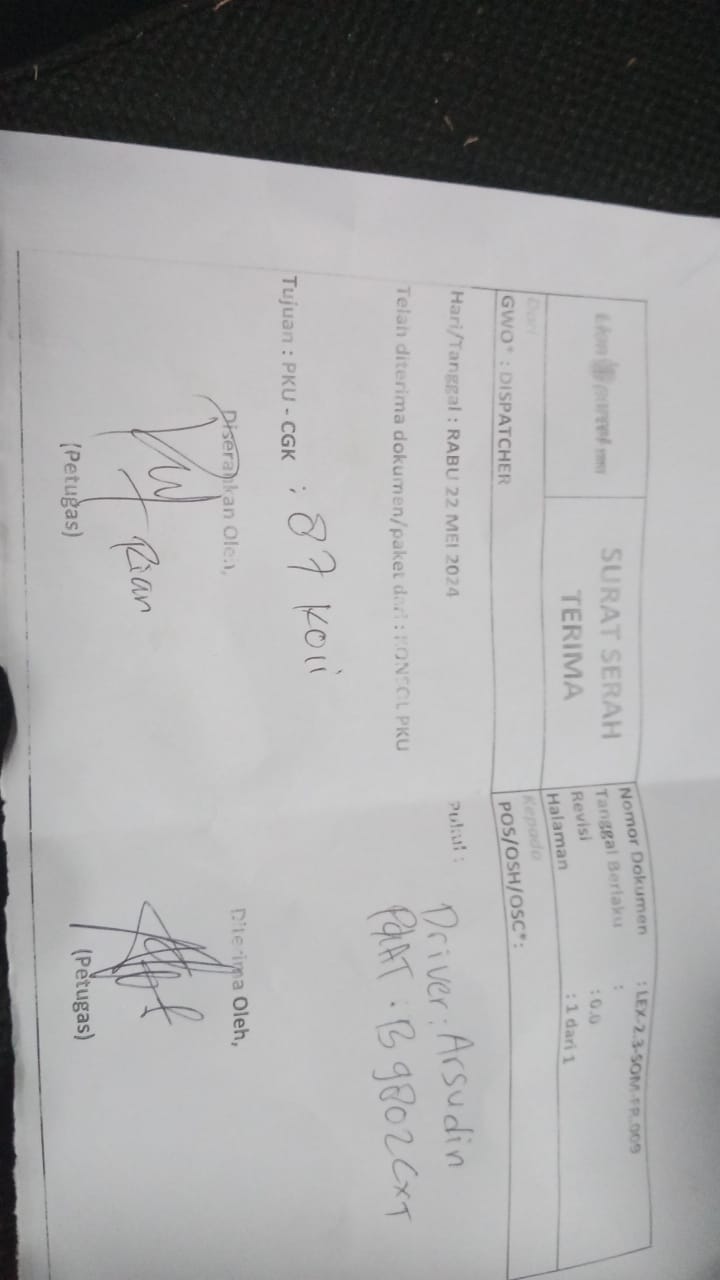 Lion parcel
SURAT SERAH
TERIMA
Nomor Dokumen : LEX-2.3-SOM-FR.009
Tanggal Berlaku :
Revisi : 0.0
Halaman : 1 dari 1
Dari
GWO* : DISPATCHER
Kepada
POS/OSH/OSC*:
Hari/Tanggal : RABU 22 MEI 2024
Pukul :
Telah diterima dokumen/paket dari : KONSOL PKU
Driver : Arsudin
PlAT : B 9802 CXT
Tujuan : PKU - CGK : 87 Koli
Diserahkan Oleh,
Diterima Oleh,
Rian
(Petugas)
(Petugas)